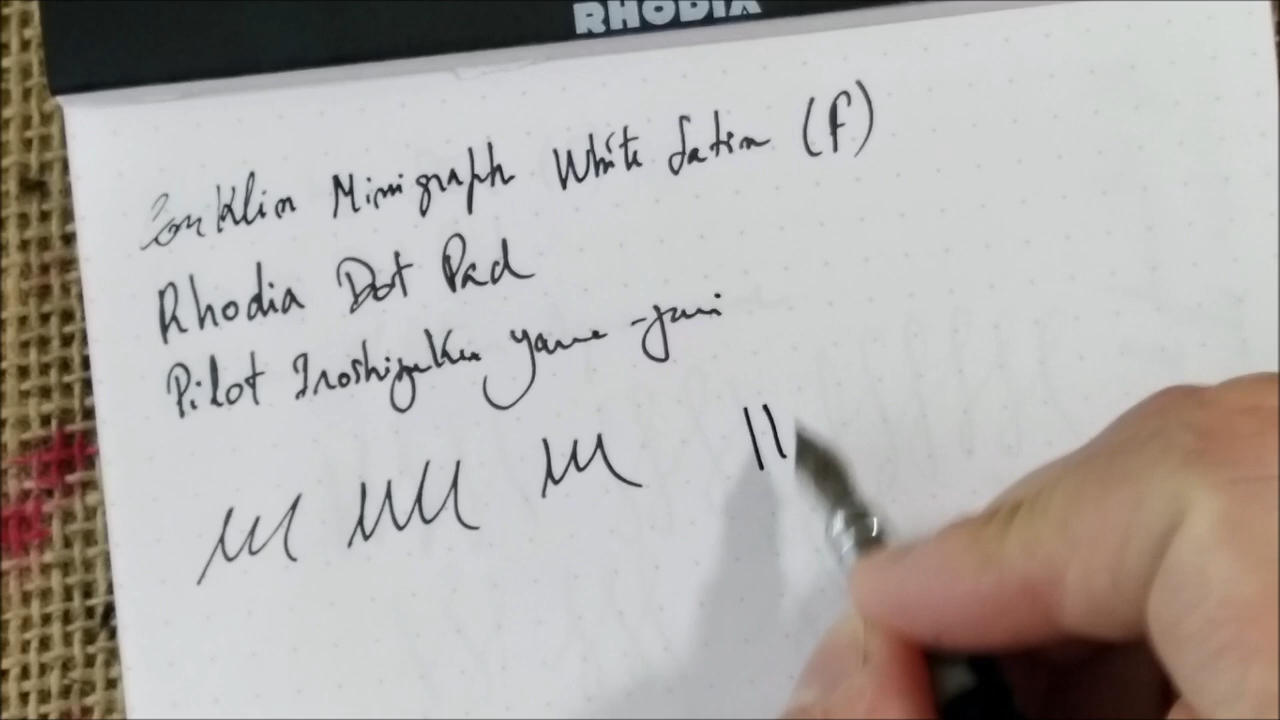 RHODIA
Conklin Minigraph White Satin (F)
Rhodia Dot Pad
Pilot Iroshizuku yama-guri